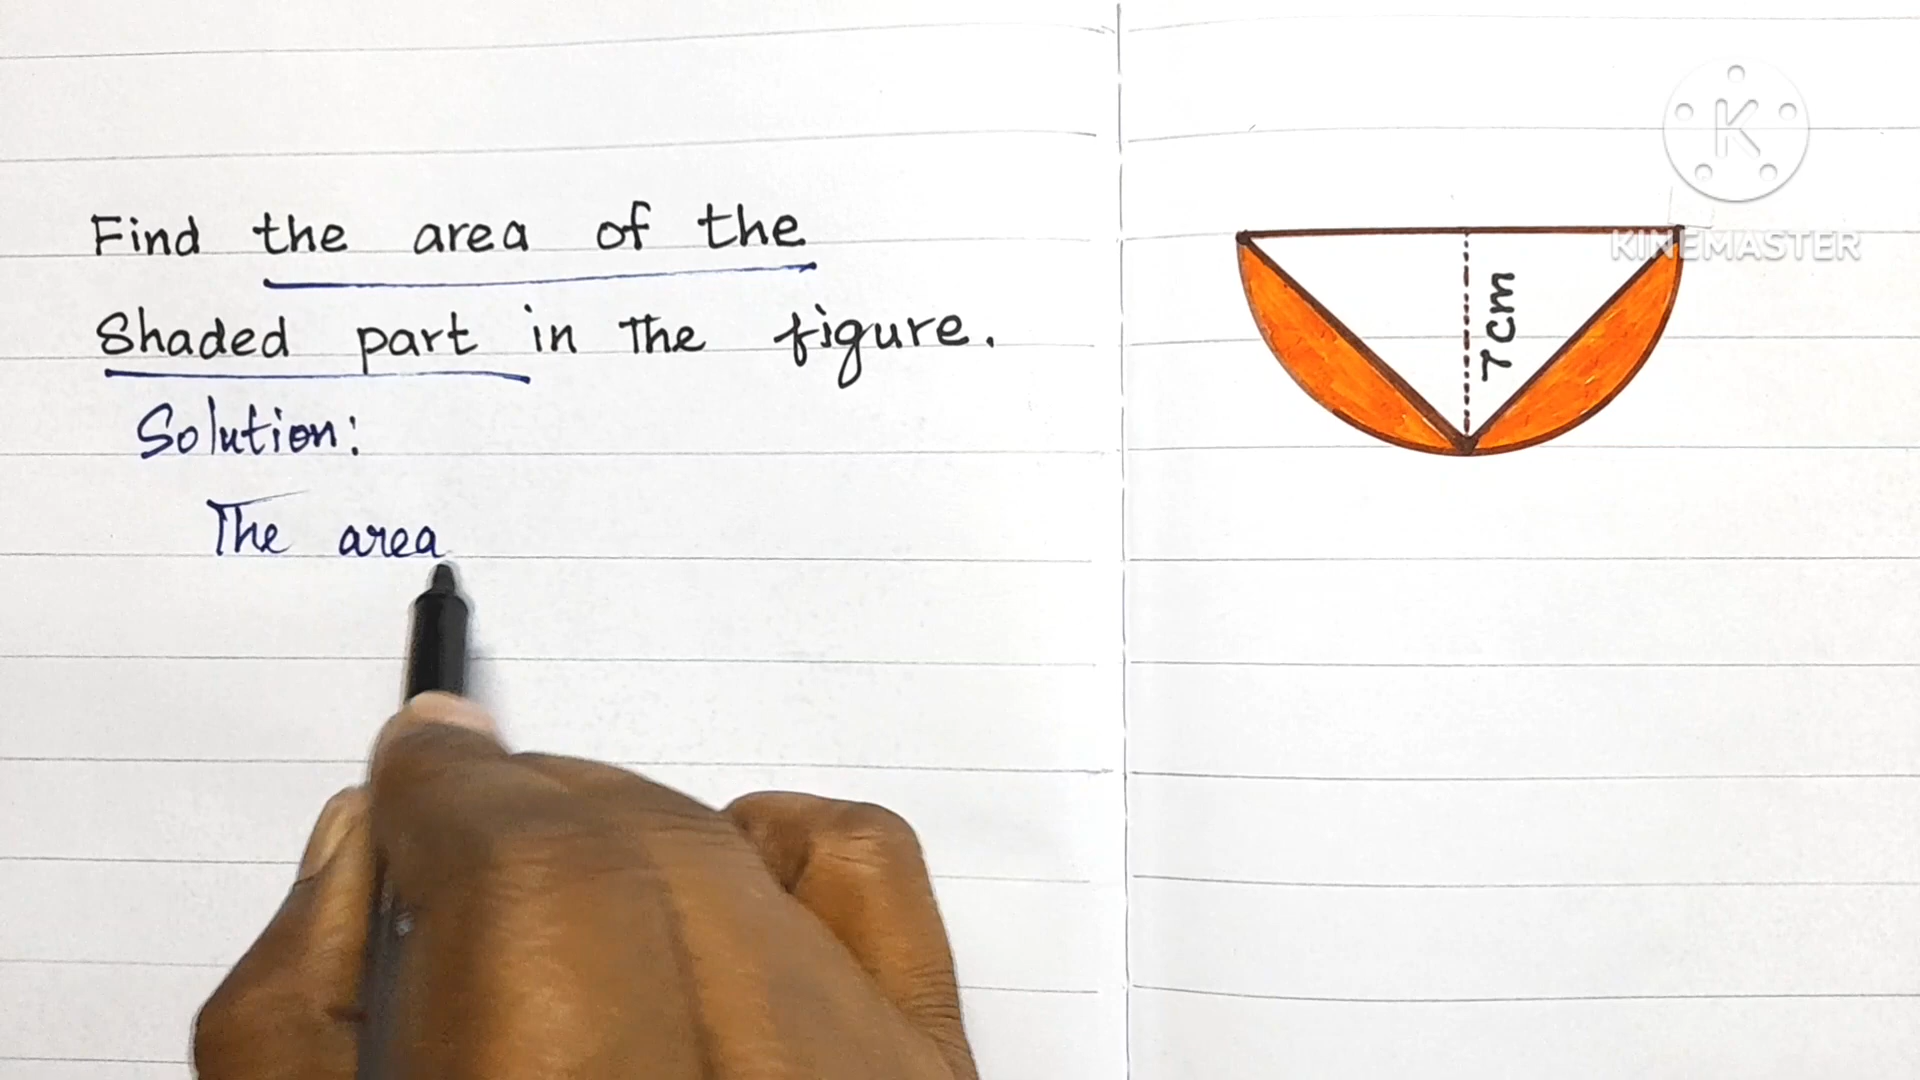 Find the area of the
Shaded part in the figure.
Solution:
The area
7cm
K
KINEMASTER